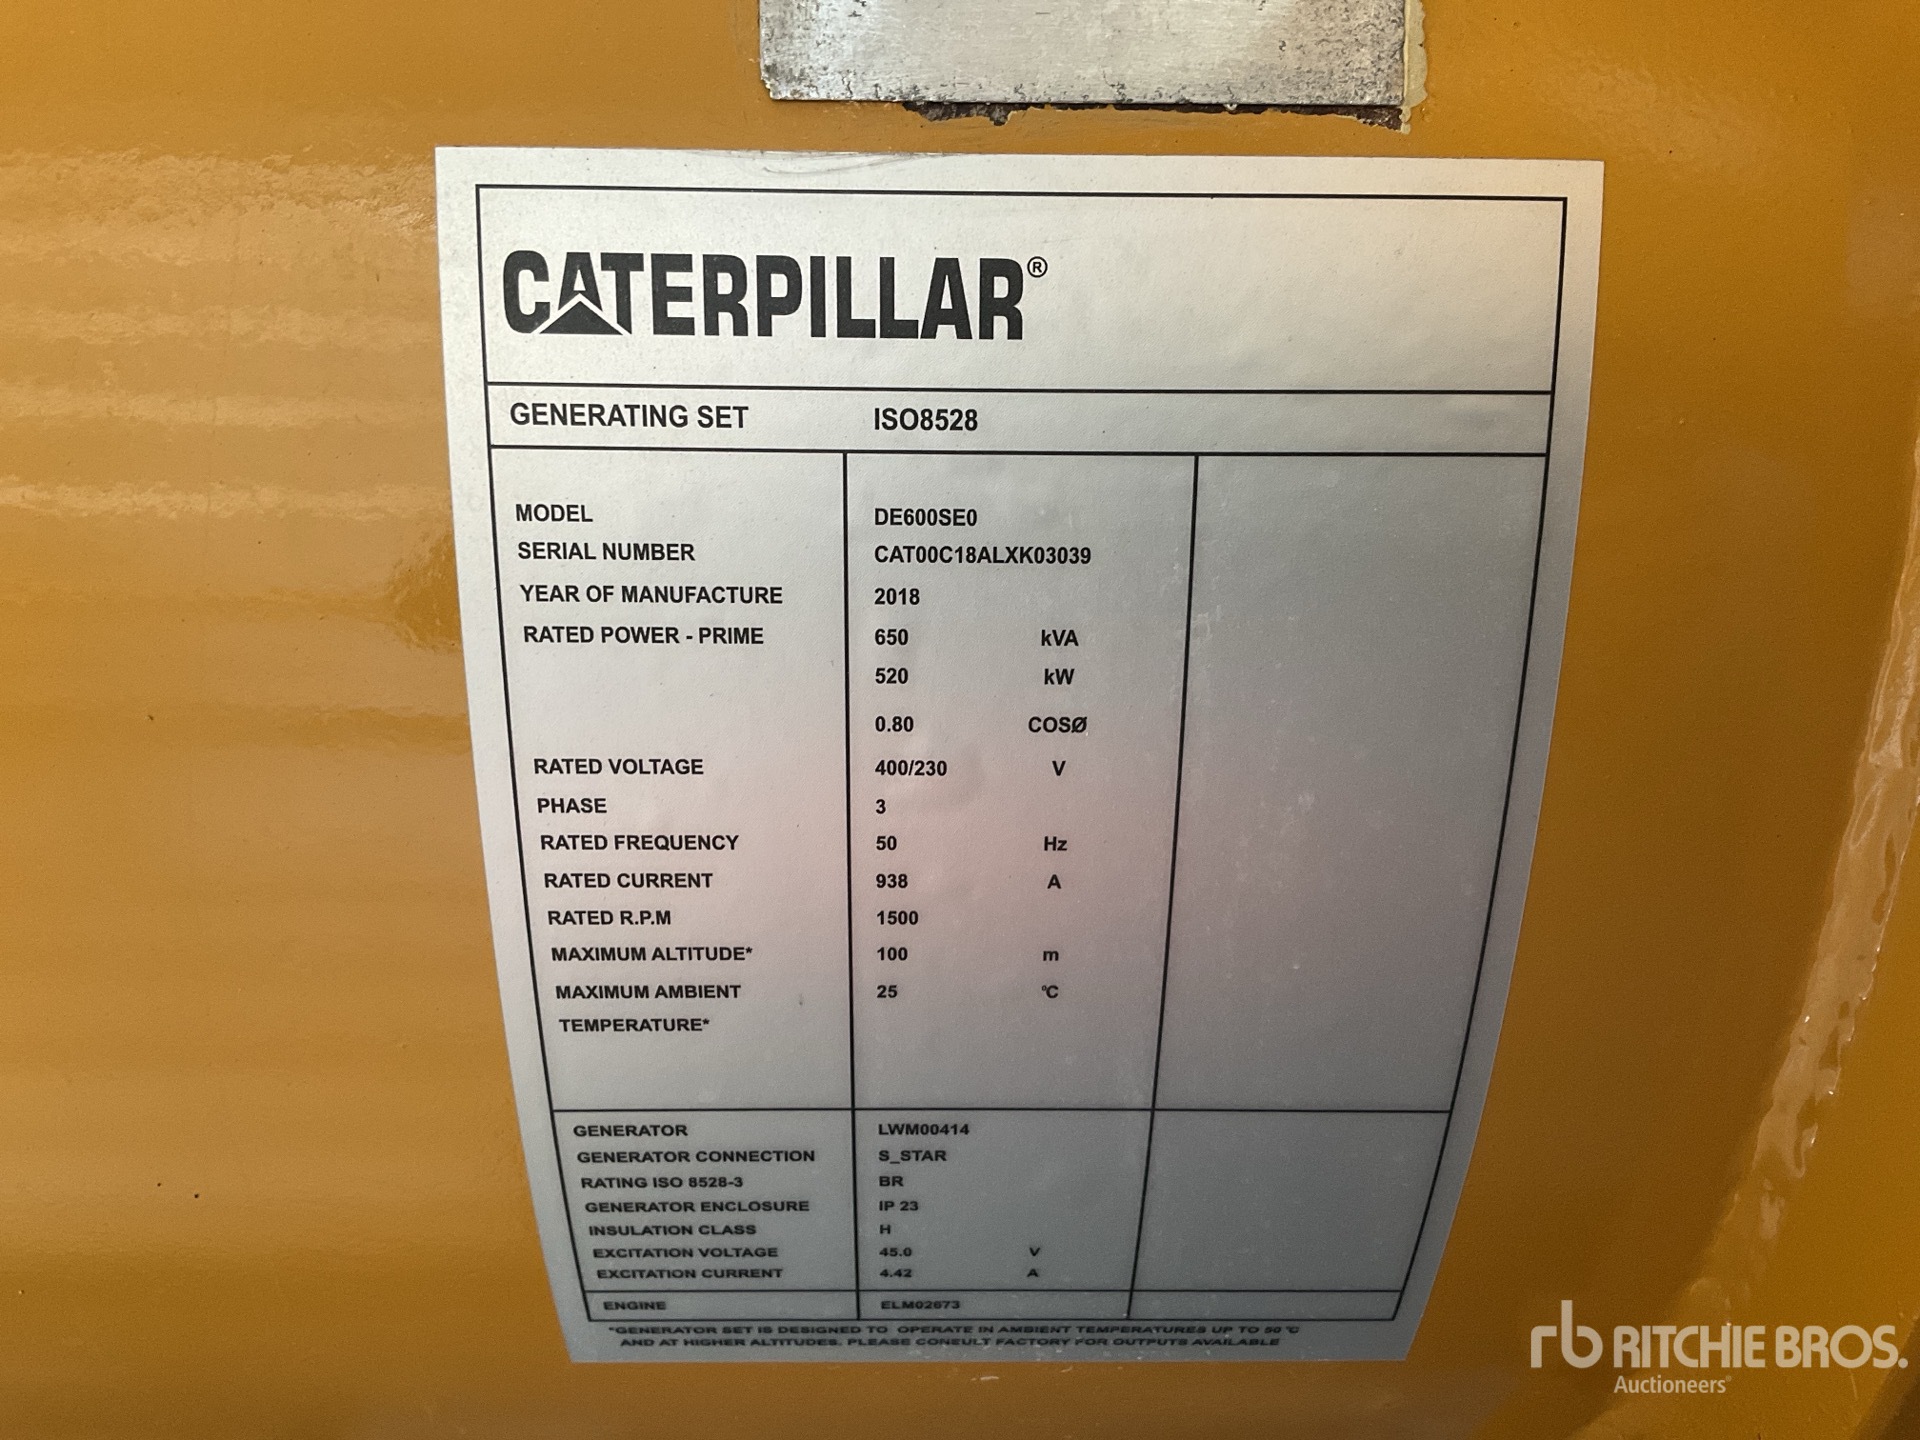 CATERPILLAR®
GENERATING SET ISO8528
MODEL DE600SE0
SERIAL NUMBER CAT00C18ALXK03039
YEAR OF MANUFACTURE 2018
RATED POWER - PRIME 650 kVA
520 kW
0.80 COSØ
RATED VOLTAGE 400/230 V
PHASE 3
RATED FREQUENCY 50 Hz
RATED CURRENT 938 A
RATED R.P.M 1500
MAXIMUM ALTITUDE* 100 m
MAXIMUM AMBIENT 25 °C
TEMPERATURE*
GENERATOR LWM00414
GENERATOR CONNECTION S_STAR
RATING ISO 8528-3 BR
GENERATOR ENCLOSURE IP 23
INSULATION CLASS H
EXCITATION VOLTAGE 45.0 V
EXCITATION CURRENT 4.42 A
ENGINE ELM02673
*GENERATOR SET IS DESIGNED TO OPERATE IN AMBIENT TEMPERATURES UP TO 50 °C
AND AT HIGHER ALTITUDES. PLEASE CONSULT FACTORY FOR OUTPUTS AVAILABLE
rb RITCHIE BROS.
Auctioneers®